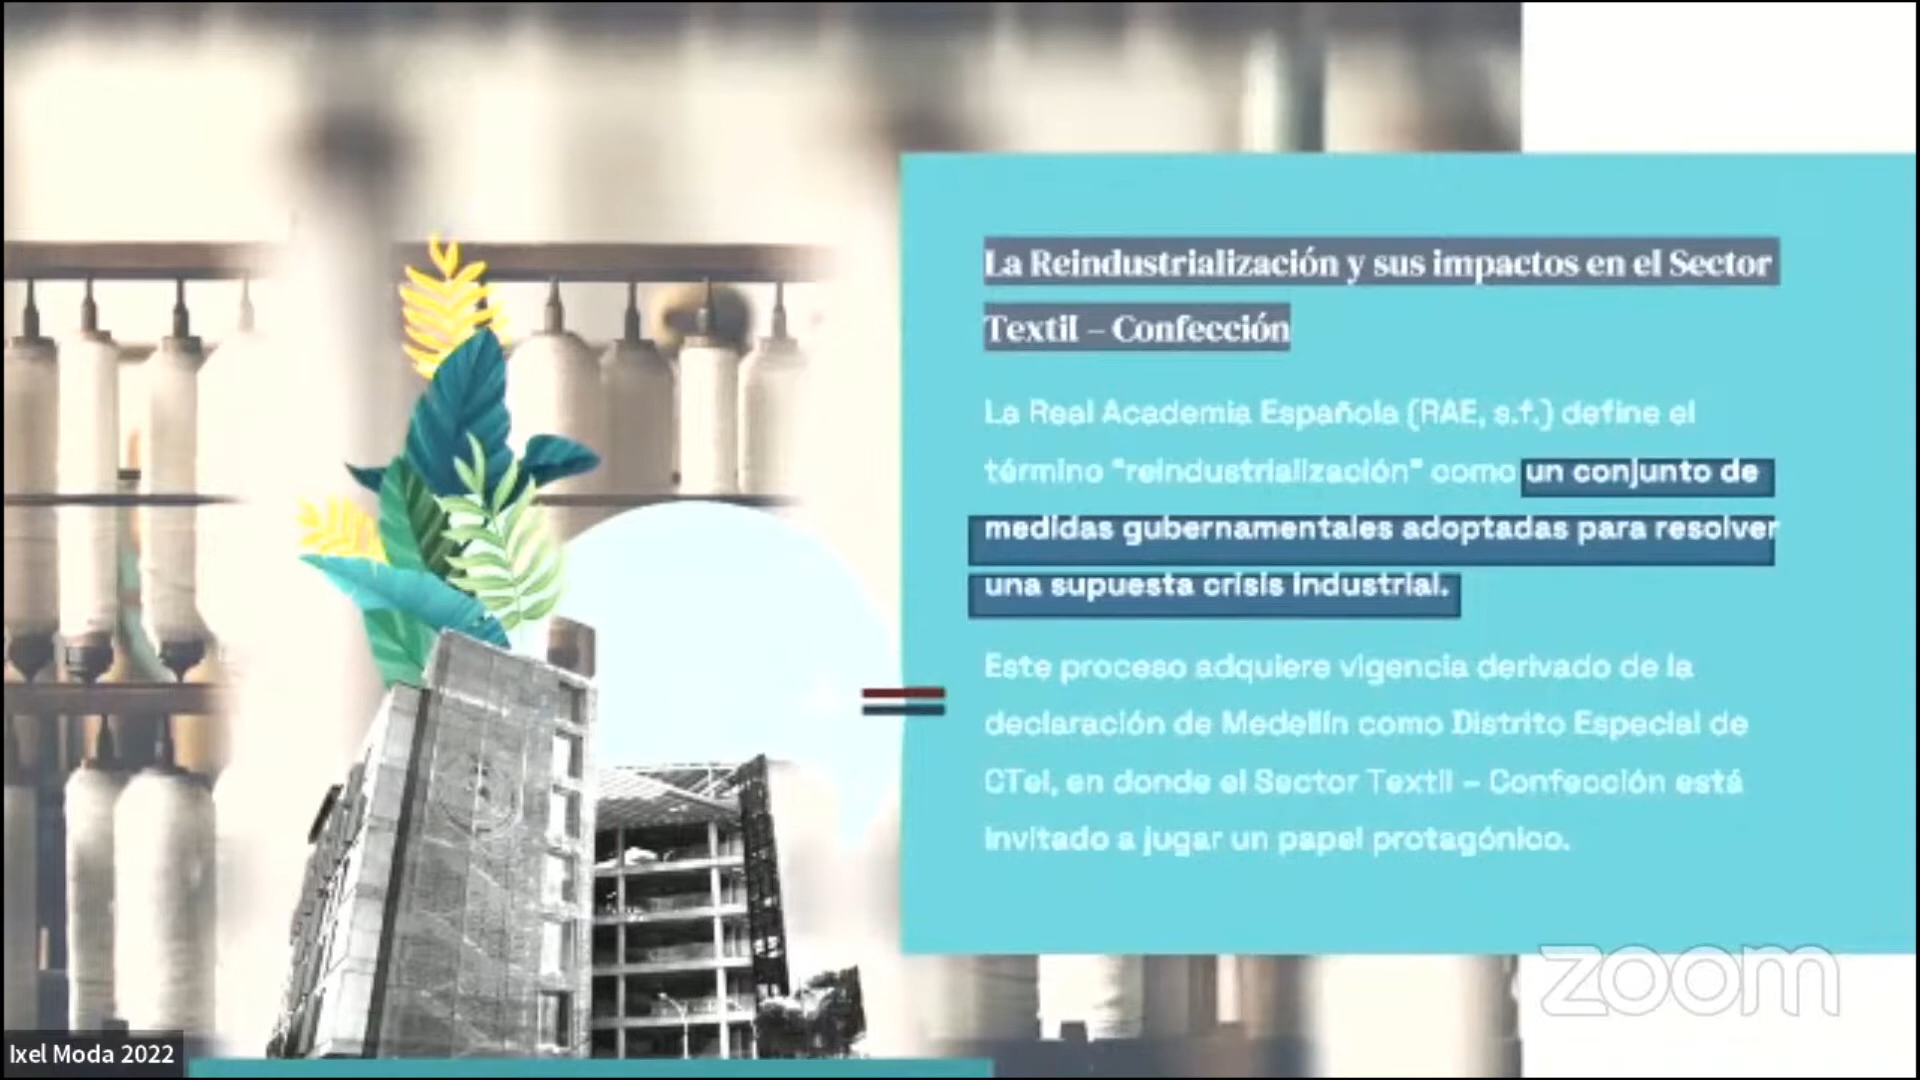 La Reindustrialización y sus impactos en el Sector
Textil – Confección
La Real Academia Española (RAE, s.f.) define el
término "reindustrialización" como un conjunto de
medidas gubernamentales adoptadas para resolver
una supuesta crisis industrial.
Este proceso adquiere vigencia derivado de la
declaración de Medellín como Distrito Especial de
CTeI, en donde el Sector Textil – Confección está
invitado a jugar un papel protagónico.
zoom
Ixel Moda 2022